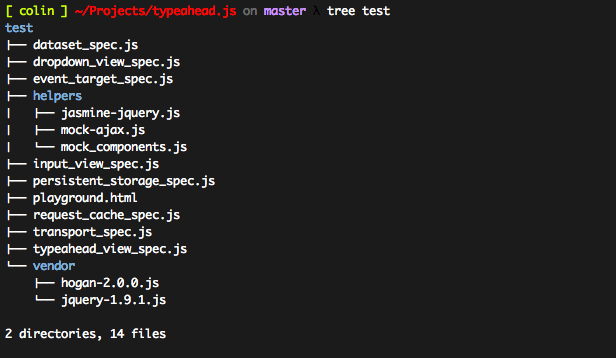 [ colin ] ~/Projects/typeahead.js on master λ tree test
test
├── dataset_spec.js
├── dropdown_view_spec.js
├── event_target_spec.js
├── helpers
│   ├── jasmine-jquery.js
│   ├── mock-ajax.js
│   └── mock_components.js
├── input_view_spec.js
├── persistent_storage_spec.js
├── playground.html
├── request_cache_spec.js
├── transport_spec.js
├── typeahead_view_spec.js
└── vendor
    ├── hogan-2.0.0.js
    └── jquery-1.9.1.js
2 directories, 14 files